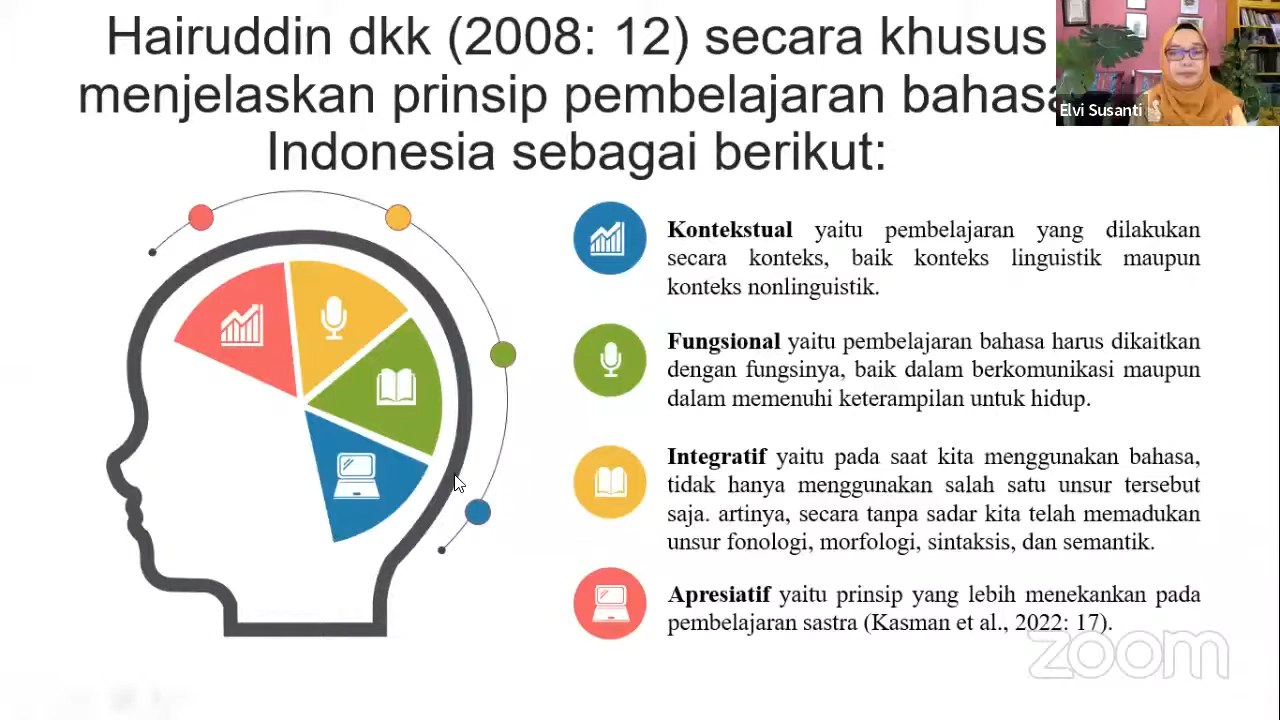 Hairuddin dkk (2008: 12) secara khusus
menjelaskan prinsip pembelajaran bahasa
Indonesia sebagai berikut:
Elvi Susanti
Kontekstual yaitu pembelajaran yang dilakukan
secara konteks, baik konteks linguistik maupun
konteks nonlinguistik.
Fungsional yaitu pembelajaran bahasa harus dikaitkan
dengan fungsinya, baik dalam berkomunikasi maupun
dalam memenuhi keterampilan untuk hidup.
Integratif yaitu pada saat kita menggunakan bahasa,
tidak hanya menggunakan salah satu unsur tersebut
saja. artinya, secara tanpa sadar kita telah memadukan
unsur fonologi, morfologi, sintaksis, dan semantik.
Apresiatif yaitu prinsip yang lebih menekankan pada
pembelajaran sastra (Kasman et al., 2022: 17).
zoom